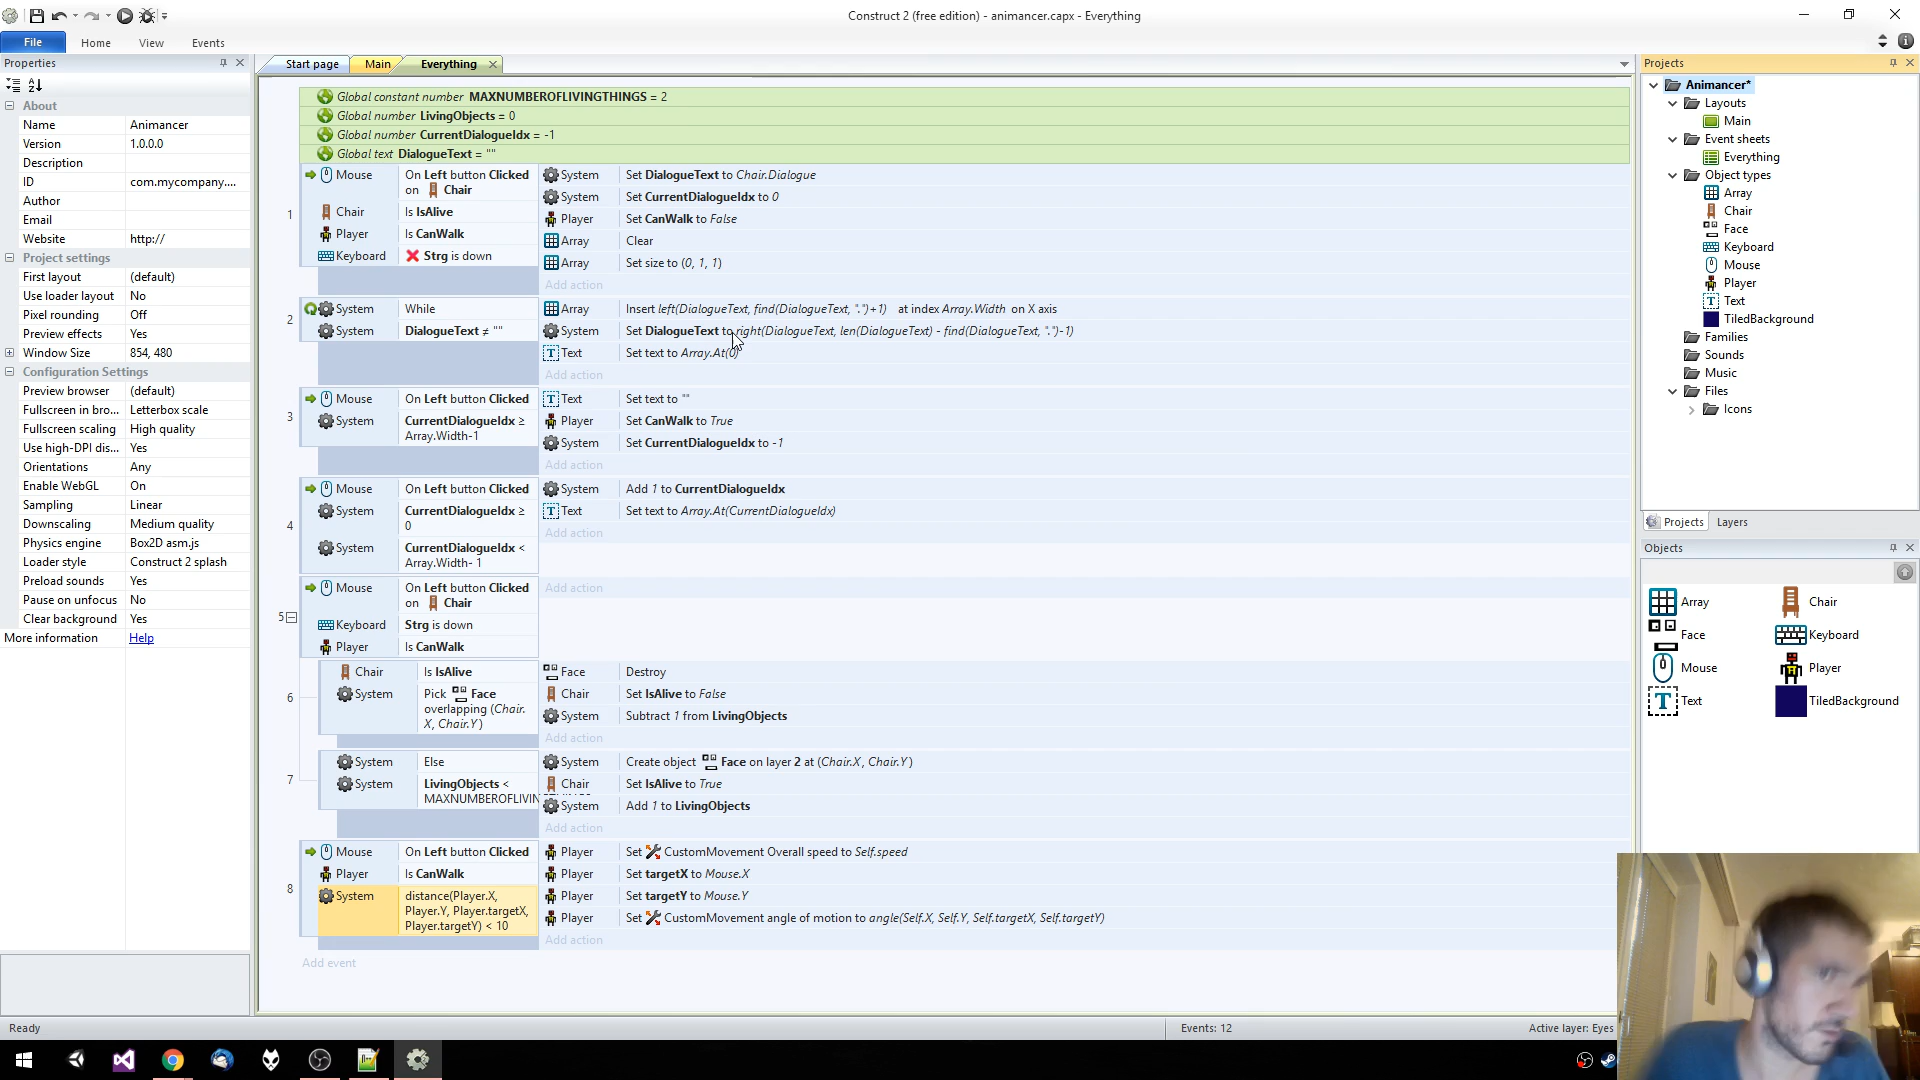 Construct 2 (free edition) - animancer.capx - Everything
File Home View Events
Properties
About
Name Animancer
Version 1.0.0.0
Description
ID com.mycompany....
Author
Email
Website http://
Project settings
First layout (default)
Use loader layout No
Pixel rounding Off
Preview effects Yes
Window Size 854, 480
Configuration Settings
Preview browser (default)
Fullscreen in bro... Letterbox scale
Fullscreen scaling High quality
Use high-DPI dis... Yes
Orientations Any
Enable WebGL On
Sampling Linear
Downscaling Medium quality
Physics engine Box2D asm.js
Loader style Construct 2 splash
Preload sounds Yes
Pause on unfocus No
Clear background Yes
More information Help
Start page Main Everything
Global constant number MAXNUMBEROFLIVINGTHINGS = 2
Global number LivingObjects = 0
Global number CurrentDialogueIdx = -1
Global text DialogueText = ""
1
Mouse On Left button Clicked on Chair
Chair Is IsAlive
Player Is CanWalk
Keyboard Strg is down
System Set DialogueText to Chair.Dialogue
System Set CurrentDialogueIdx to 0
Player Set CanWalk to False
Array Clear
Array Set size to (0, 1, 1)
Add action
2
System While
System DialogueText ≠ ""
Array Insert left(DialogueText, find(DialogueText, ".")+1) at index Array.Width on X axis
System Set DialogueText to right(DialogueText, len(DialogueText) - find(DialogueText, ".")-1)
Text Set text to Array.At(0)
Add action
3
Mouse On Left button Clicked
System CurrentDialogueIdx ≥
Array.Width-1
Text Set text to ""
Player Set CanWalk to True
System Set CurrentDialogueIdx to -1
Add action
4
Mouse On Left button Clicked
System CurrentDialogueIdx ≥
0
System CurrentDialogueIdx <
Array.Width- 1
System Add 1 to CurrentDialogueIdx
Text Set text to Array.At(CurrentDialogueIdx)
Add action
5
Mouse On Left button Clicked
on Chair
Keyboard Strg is down
Player Is CanWalk
Add action
6
Chair Is IsAlive
System Pick Face
overlapping (Chair.
X, Chair.Y)
Face Destroy
Chair Set IsAlive to False
System Subtract 1 from LivingObjects
Add action
7
System Else
System LivingObjects <
MAXNUMBEROFLIVIN
System Create object Face on layer 2 at (Chair.X, Chair.Y)
Chair Set IsAlive to True
System Add 1 to LivingObjects
Add action
8
Mouse On Left button Clicked
Player Is CanWalk
System distance(Player.X,
Player.Y, Player.targetX,
Player.targetY) < 10
Player Set CustomMovement Overall speed to Self.speed
Player Set targetX to Mouse.X
Player Set targetY to Mouse.Y
Player Set CustomMovement angle of motion to angle(Self.X, Self.Y, Self.targetX, Self.targetY)
Add action
Add event
Projects
Animancer*
Layouts
Main
Event sheets
Everything
Object types
Array
Chair
Face
Keyboard
Mouse
Player
Text
TiledBackground
Families
Sounds
Music
Files
Icons
Projects Layers
Objects
Array Chair
Face Keyboard
Mouse Player
Text TiledBackground
Ready Events: 12 Active layer: Eyes